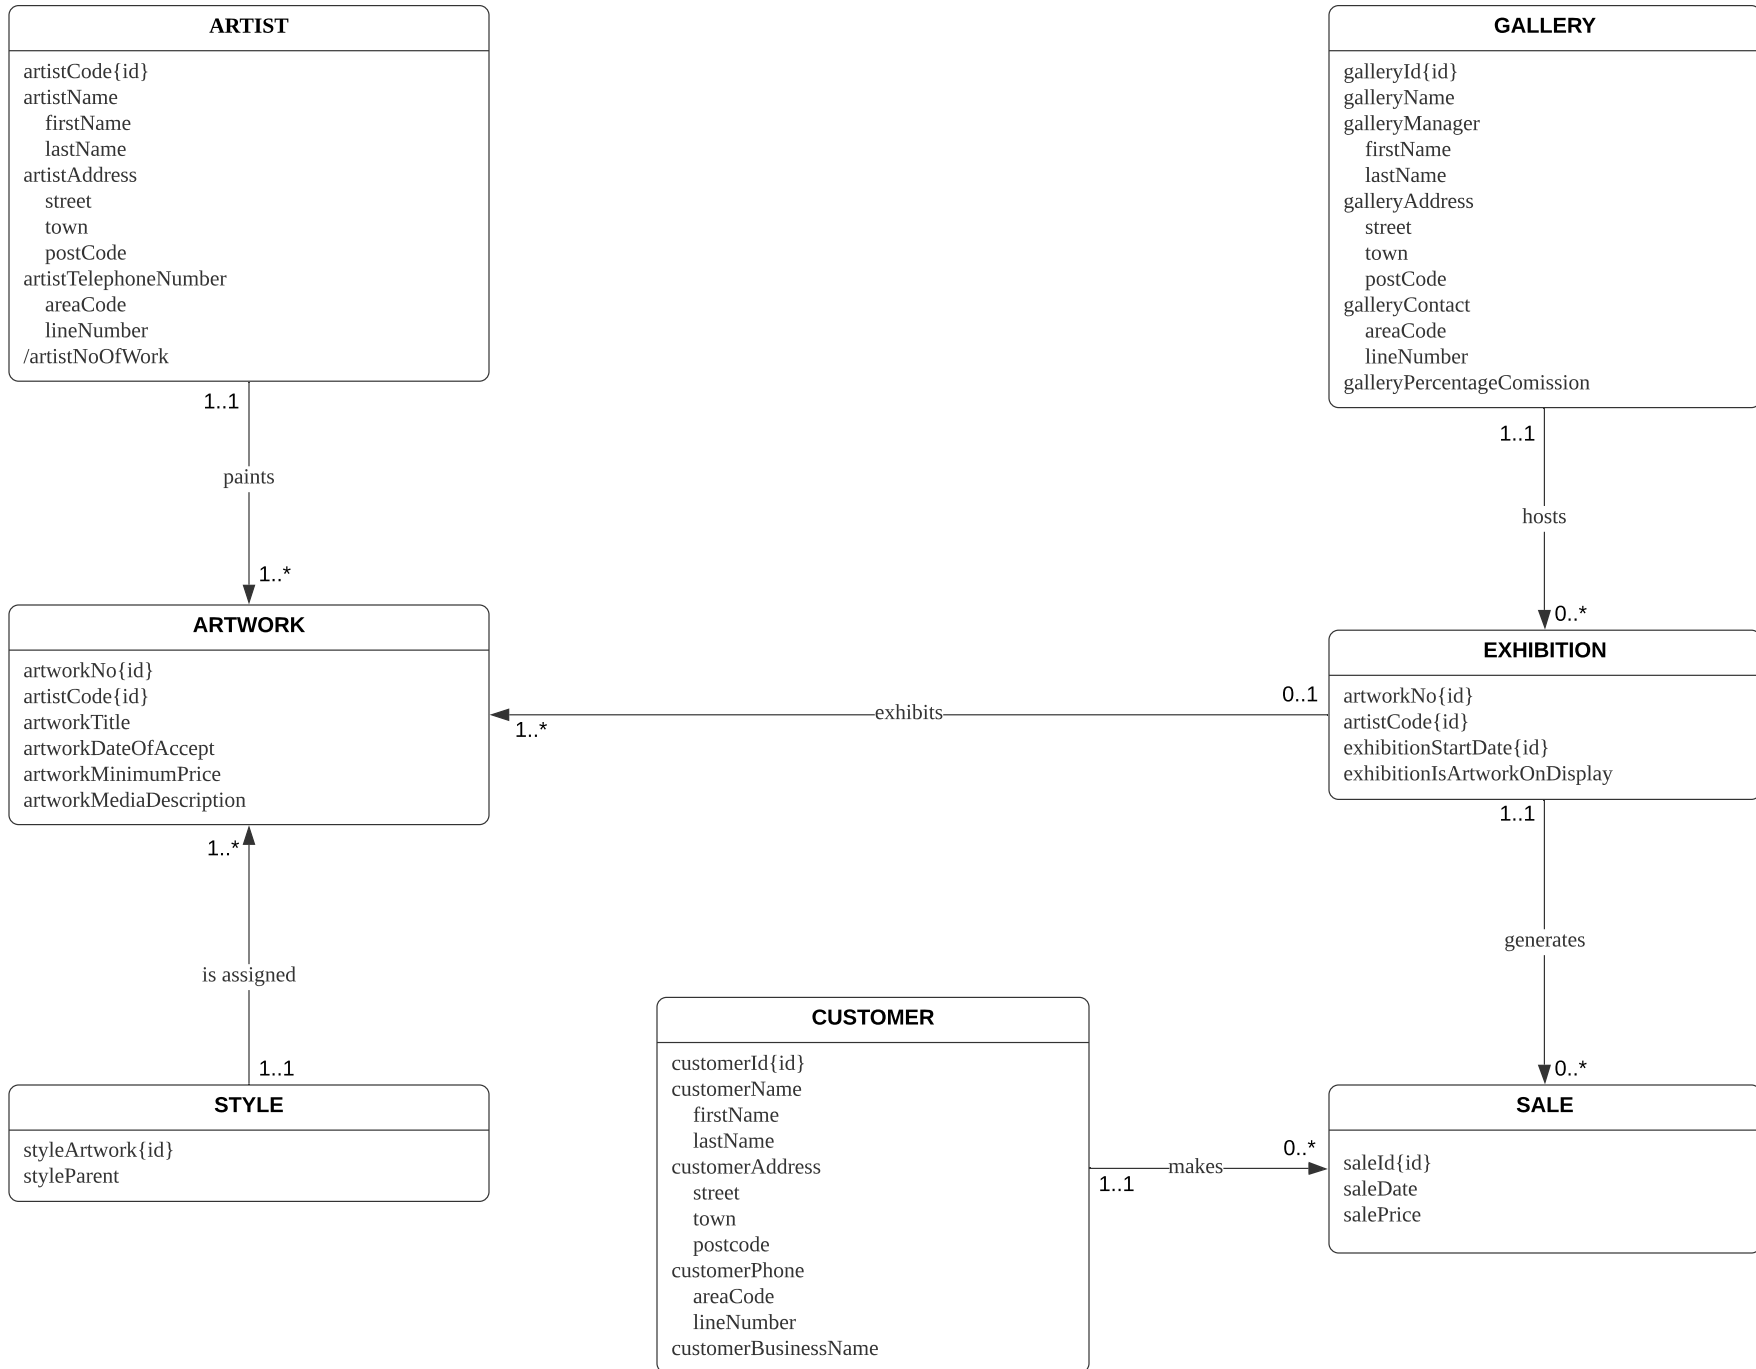 ARTIST
artistCode{id}
artistName
firstName
lastName
artistAddress
street
town
postCode
artistTelephoneNumber
areaCode
lineNumber
/artistNoOfWork
GALLERY
galleryId{id}
galleryName
galleryManager
firstName
lastName
galleryAddress
street
town
postCode
galleryContact
areaCode
lineNumber
galleryPercentageComission
1..1
paints
1..*
1..1
hosts
0..*
ARTWORK
artworkNo{id}
artistCode{id}
artworkTitle
artworkDateOfAccept
artworkMinimumPrice
artworkMediaDescription
1..*
exhibits
0..1
EXHIBITION
artworkNo{id}
artistCode{id}
exhibitionStartDate{id}
exhibitionIsArtworkOnDisplay
1..*
is assigned
1..1
1..1
generates
0..*
STYLE
styleArtwork{id}
styleParent
CUSTOMER
customerId{id}
customerName
firstName
lastName
customerAddress
street
town
postcode
customerPhone
areaCode
lineNumber
customerBusinessName
1..1
makes
0..*
SALE
saleId{id}
saleDate
salePrice